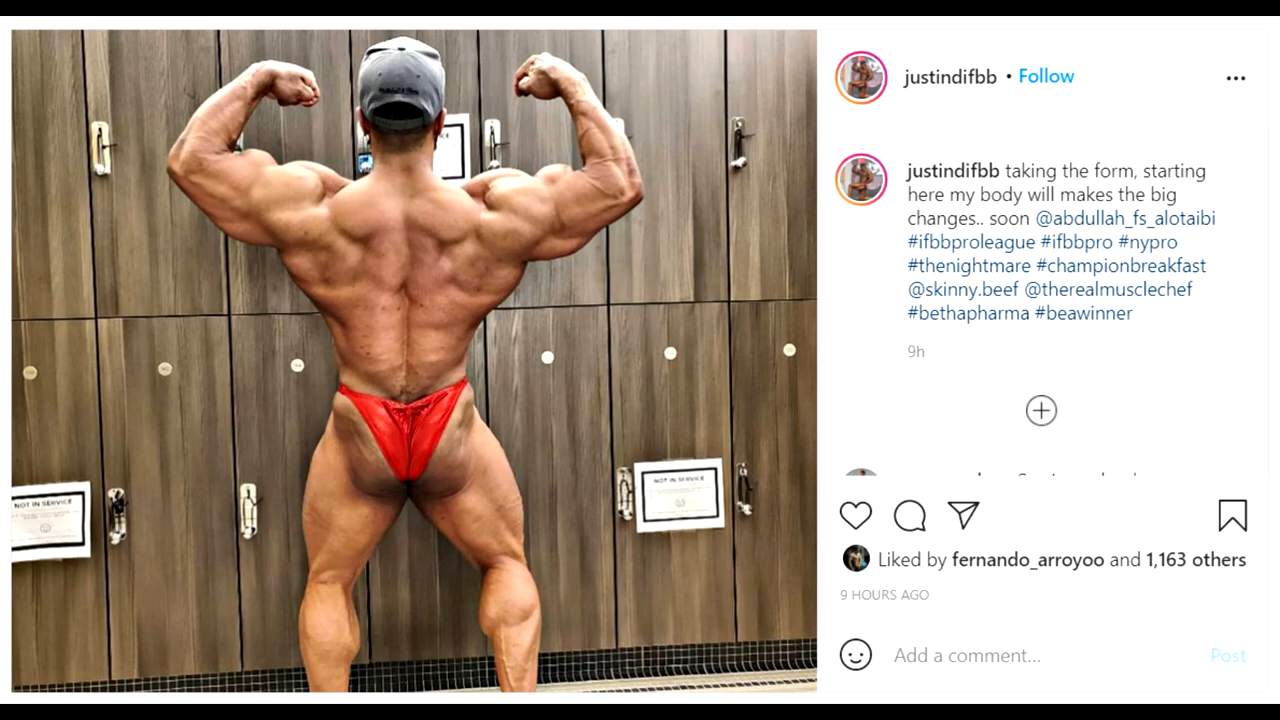 justindifbb • Follow
justindifbb taking the form, starting
here my body will makes the big
changes.. soon @abdullah_fs_alotaibi
#ifbbproleague #ifbbpro #nypro
#thenightmare #championbreakfast
@skinny.beef @therealmusclechef
#bethapharma #beawinner
9h
Liked by fernando_arroyoo and 1,163 others
9 HOURS AGO
Add a comment... Post
NOT IN SERVICE
NOT IN SERVICE